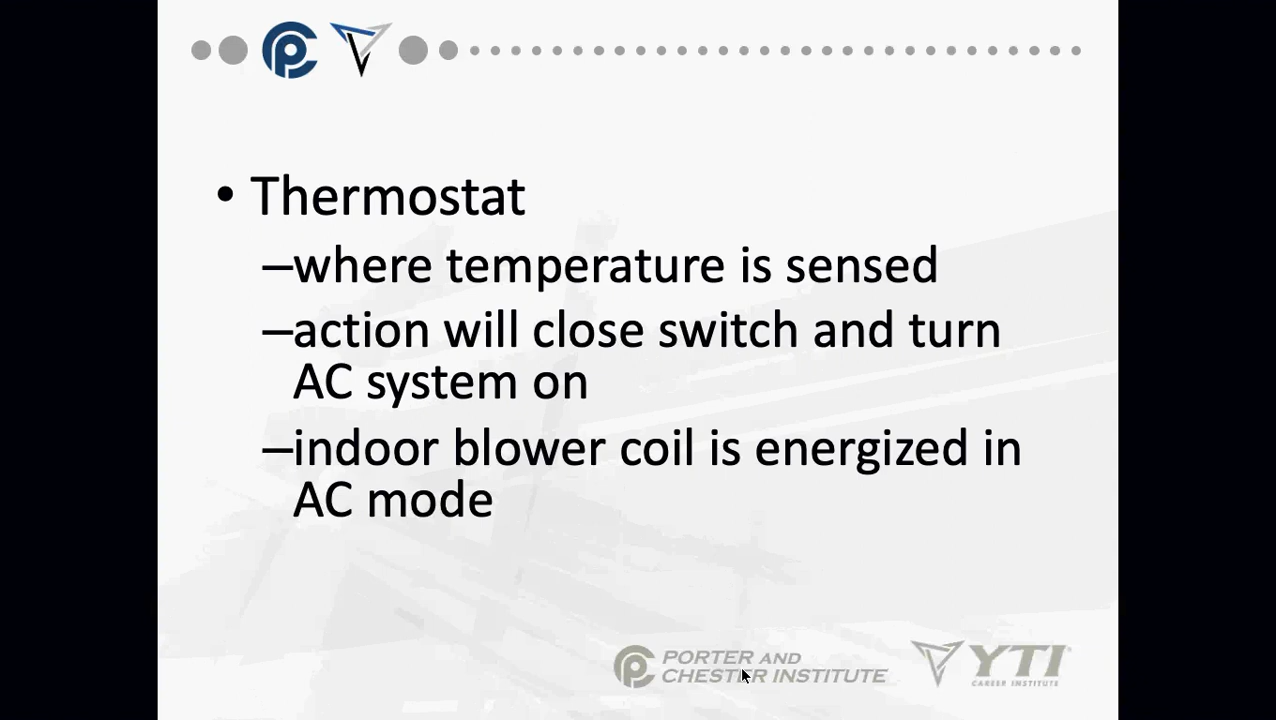 • Thermostat
–where temperature is sensed
–action will close switch and turn
AC system on
–indoor blower coil is energized in
AC mode
PORTER AND
CHESTER INSTITUTE
YTI
CAREER INSTITUTE